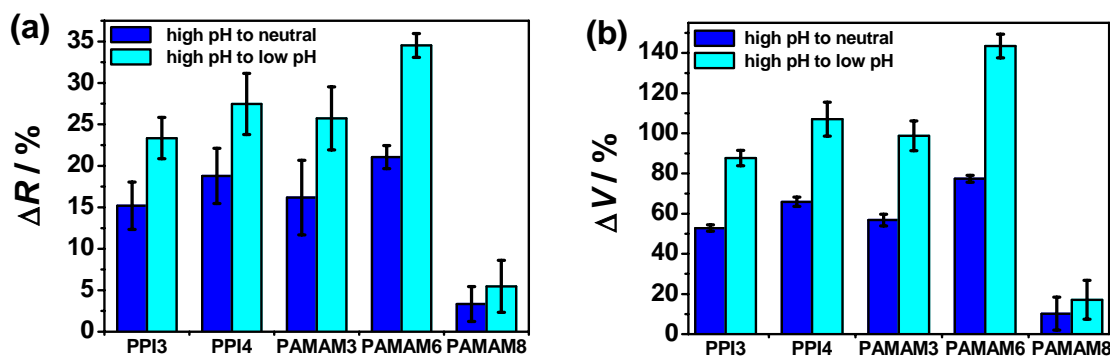 (a)
high pH to neutral
high pH to low pH
ΔR / %
35
30
25
20
15
10
5
0
PPI3 PPI4 PAMAM3 PAMAM6 PAMAM8
(b)
high pH to neutral
high pH to low pH
ΔV / %
140
120
100
80
60
40
20
0
PPI3 PPI4 PAMAM3 PAMAM6 PAMAM8